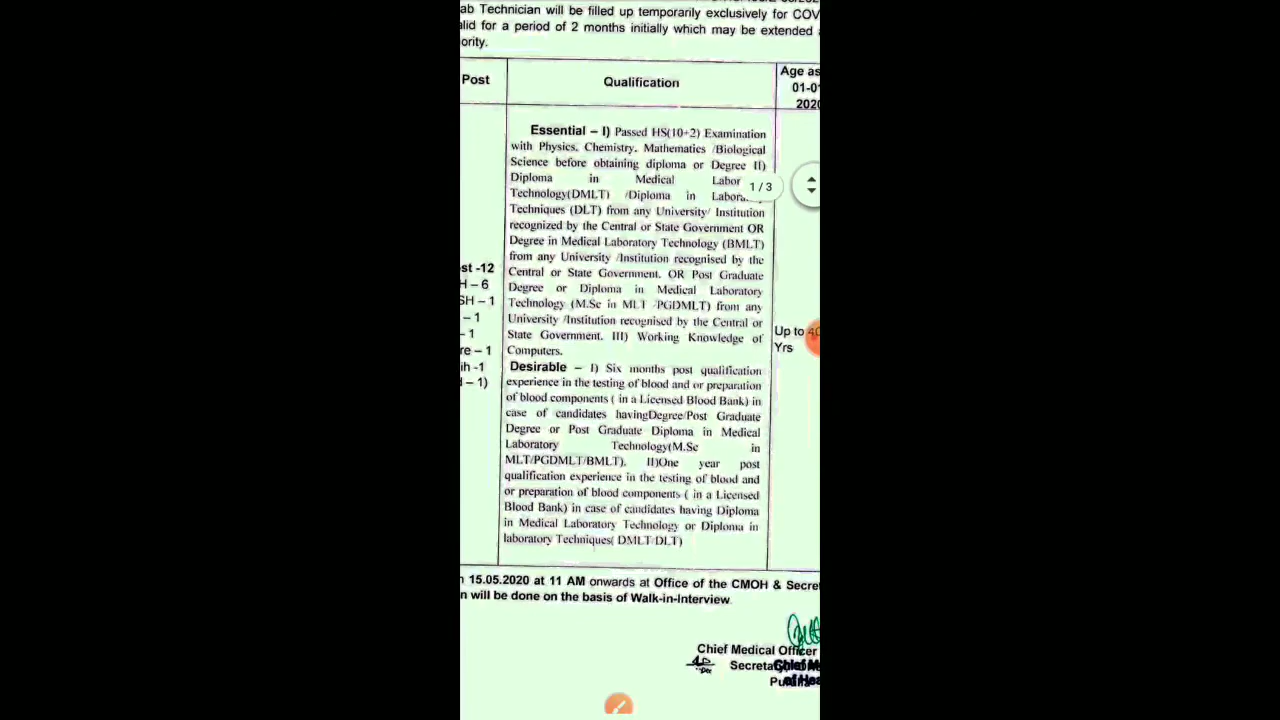 ab Technician will be filled up temporarily exclusively for COV
lid for a period of 2 months initially which may be extended
ority.
Post
Qualification
Age as
01-01
2020
Essential – I) Passed HS(10+2) Examination
with Physics, Chemistry, Mathematics /Biological
Science before obtaining diploma or Degree II)
Diploma in Medical Labor
Technology(DMLT) /Diploma in Labora
Techniques (DLT) from any University/ Institution
recognized by the Central or State Government OR
Degree in Medical Laboratory Technology (BMLT)
from any University /Institution recognised by the
Central or State Government. OR Post Graduate
Degree or Diploma in Medical Laboratory
Technology (M.Sc in MLT /PGDMLT) from any
University /Institution recognised by the Central or
State Government. III) Working Knowledge of
Computers.
Desirable – I) Six months post qualification
experience in the testing of blood and or preparation
of blood components ( in a Licensed Blood Bank) in
case of candidates havingDegree/Post Graduate
Degree or Post Graduate Diploma in Medical
Laboratory Technology(M.Sc in
MLT/PGDMLT/BMLT). II)One year post
qualification experience in the testing of blood and
or preparation of blood components ( in a Licensed
Blood Bank) in case of candidates having Diploma
in Medical Laboratory Technology or Diploma in
laboratory Techniques( DMLT/DLT)
1 / 3
st -12
H – 6
SH – 1
– 1
– 1
re – 1
ih -1
– 1)
Up to 40
Yrs
15.05.2020 at 11 AM onwards at Office of the CMOH & Secre
n will be done on the basis of Walk-in-Interview.
Chief Medical Officer
Secreta